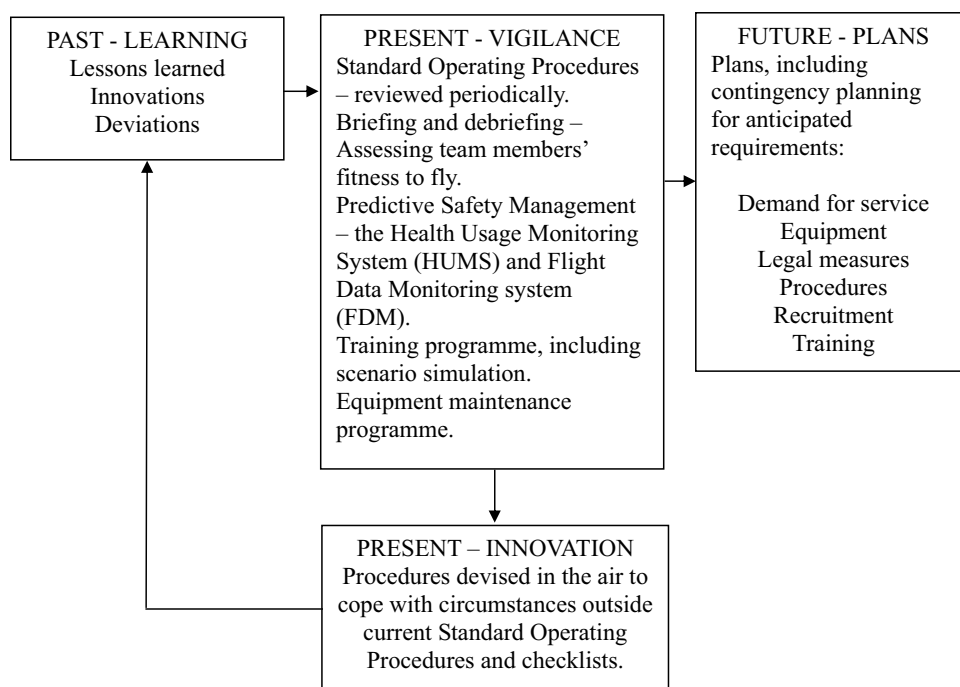 PAST - LEARNING
Lessons learned
Innovations
Deviations
PRESENT - VIGILANCE
Standard Operating Procedures
– reviewed periodically.
Briefing and debriefing –
Assessing team members’
fitness to fly.
Predictive Safety Management
– the Health Usage Monitoring
System (HUMS) and Flight
Data Monitoring system
(FDM).
Training programme, including
scenario simulation.
Equipment maintenance
programme.
FUTURE - PLANS
Plans, including
contingency planning
for anticipated
requirements:
Demand for service
Equipment
Legal measures
Procedures
Recruitment
Training
PRESENT – INNOVATION
Procedures devised in the air to
cope with circumstances outside
current Standard Operating
Procedures and checklists.